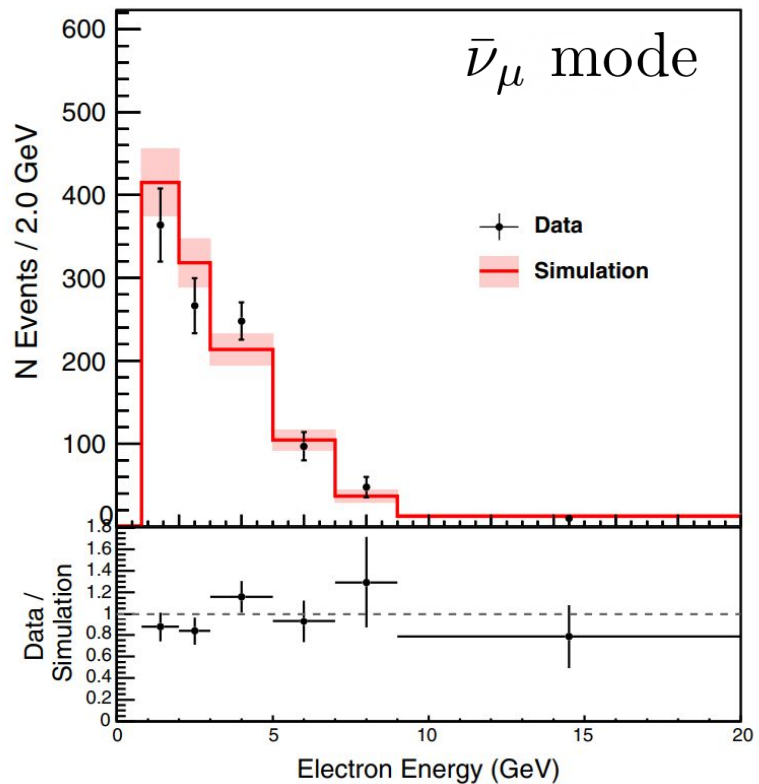 ν̄μ mode
600
500
400
300
200
100
0
N Events / 2.0 GeV
Data
Simulation
1.8
1.6
1.4
1.2
1
0.8
0.6
0.4
0.2
0
Data /
Simulation
0 5 10 15 20
Electron Energy (GeV)